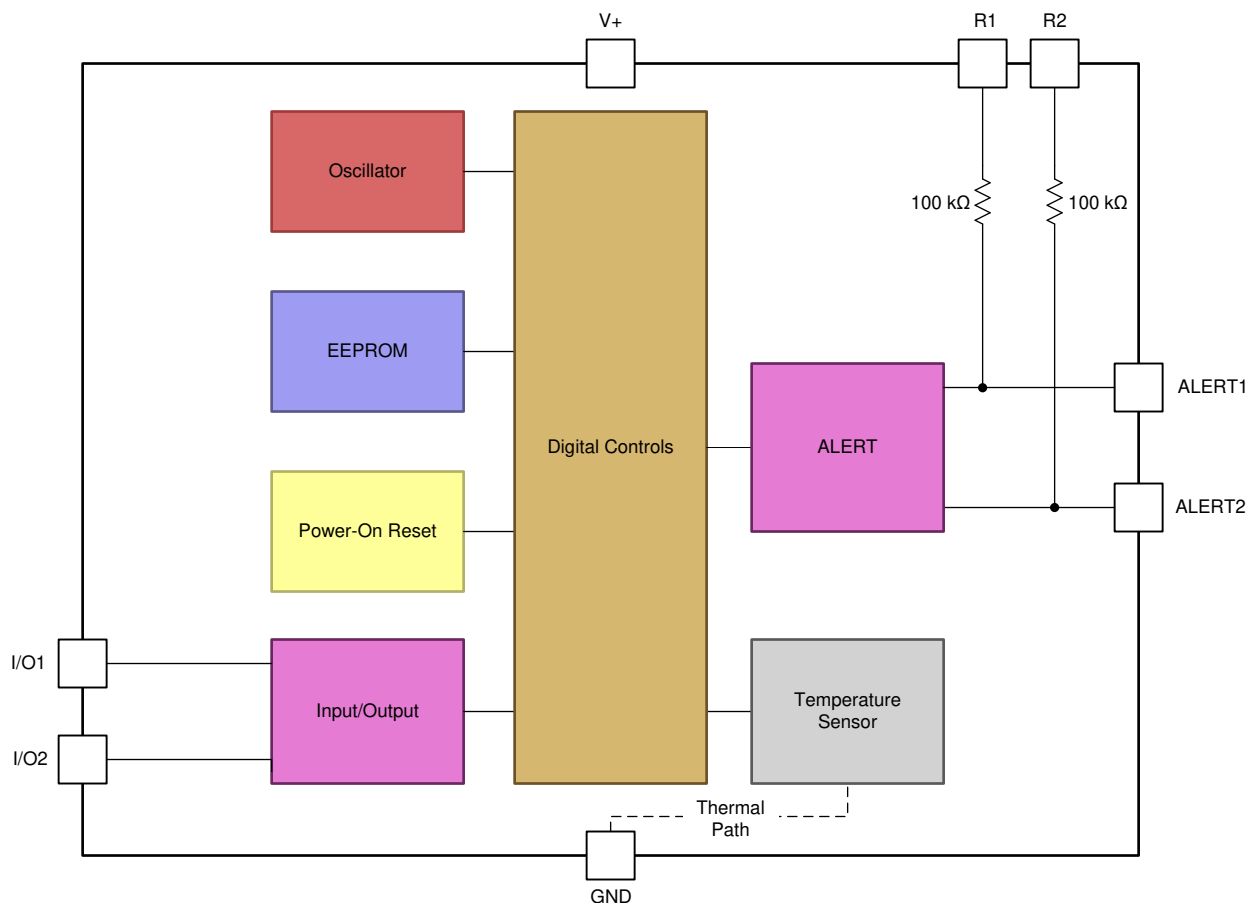 V+
R1
R2
Oscillator
100 kΩ
100 kΩ
EEPROM
ALERT1
Digital Controls
ALERT
ALERT2
Power-On Reset
I/O1
Input/Output
Temperature
Sensor
I/O2
Thermal
Path
GND